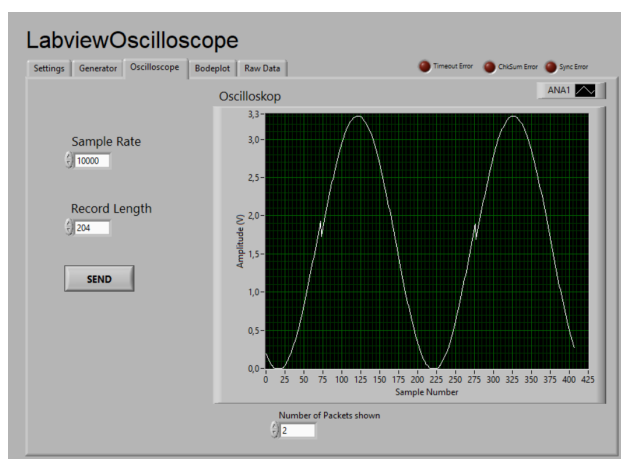 LabviewOscilloscope
Settings Generator Oscilloscope Bodeplot Raw Data
Timeout Error ChkSum Error Sync Error
Oscilloskop
ANA1
Sample Rate
10000
Record Length
204
SEND
Amplitude (V)
3,3
3,0
2,5
2,0
1,5
1,0
0,5
0,0
0 25 50 75 100 125 150 175 200 225 250 275 300 325 350 375 400 425
Sample Number
Number of Packets shown
2